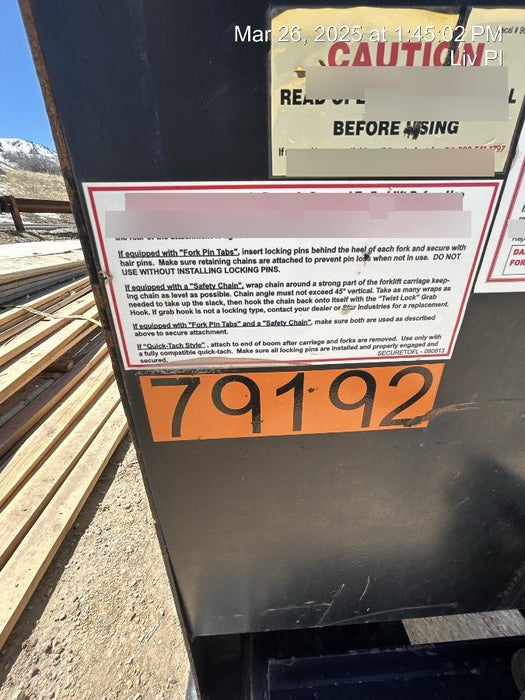 Mar 26, 2025 at 1:45:02 PM
Liv Pl
CAUTION
READ
BEFORE USING
If
If equipped with "Fork Pin Tabs", insert locking pins behind the heel of each fork and secure with
hair pins. Make sure retaining chains are attached to prevent pin loss when not in use. DO NOT
USE WITHOUT INSTALLING LOCKING PINS.
If equipped with a "Safety Chain", wrap chain around a strong part of the forklift carriage keep-
ing chain as level as possible. Chain angle must not exceed 45° vertical. Take as many wraps as
needed to take up the slack, then hook the chain back onto itself with the "Twist Lock" Grab
Hook. If grab hook is not a locking type, contact your dealer or Star Industries for a replacement.
If equipped with "Fork Pin Tabs" and a "Safety Chain", make sure both are used as described
above to secure attachment.
If "Quick-Tach Style", attach to end of boom after carriage and forks are removed. Use only with
a fully compatible quick-tach. Make sure all locking pins are installed and properly engaged and
secured.
SECURETOFL - 080813
DA
FOR
79192